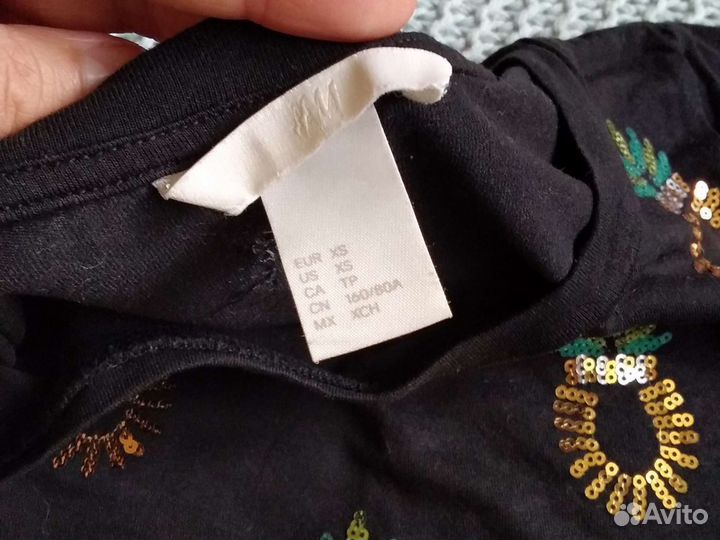 H&M
EUR XS
US XS
CA TP
CN 160/80A
MX XCH
Avito